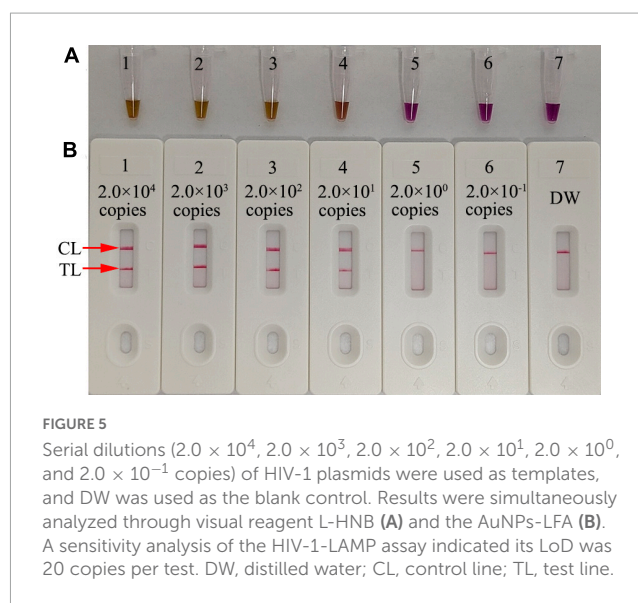 A
1 2 3 4 5 6 7
B
1 2 3 4 5 6 7
2.0×10⁴ 2.0×10³ 2.0×10² 2.0×10¹ 2.0×10⁰ 2.0×10⁻¹ DW
copies copies copies copies copies copies
CL
TL
FIGURE 5
Serial dilutions (2.0 × 10⁴, 2.0 × 10³, 2.0 × 10², 2.0 × 10¹, 2.0 × 10⁰,
and 2.0 × 10⁻¹ copies) of HIV-1 plasmids were used as templates,
and DW was used as the blank control. Results were simultaneously
analyzed through visual reagent L-HNB (A) and the AuNPs-LFA (B).
A sensitivity analysis of the HIV-1-LAMP assay indicated its LoD was
20 copies per test. DW, distilled water; CL, control line; TL, test line.